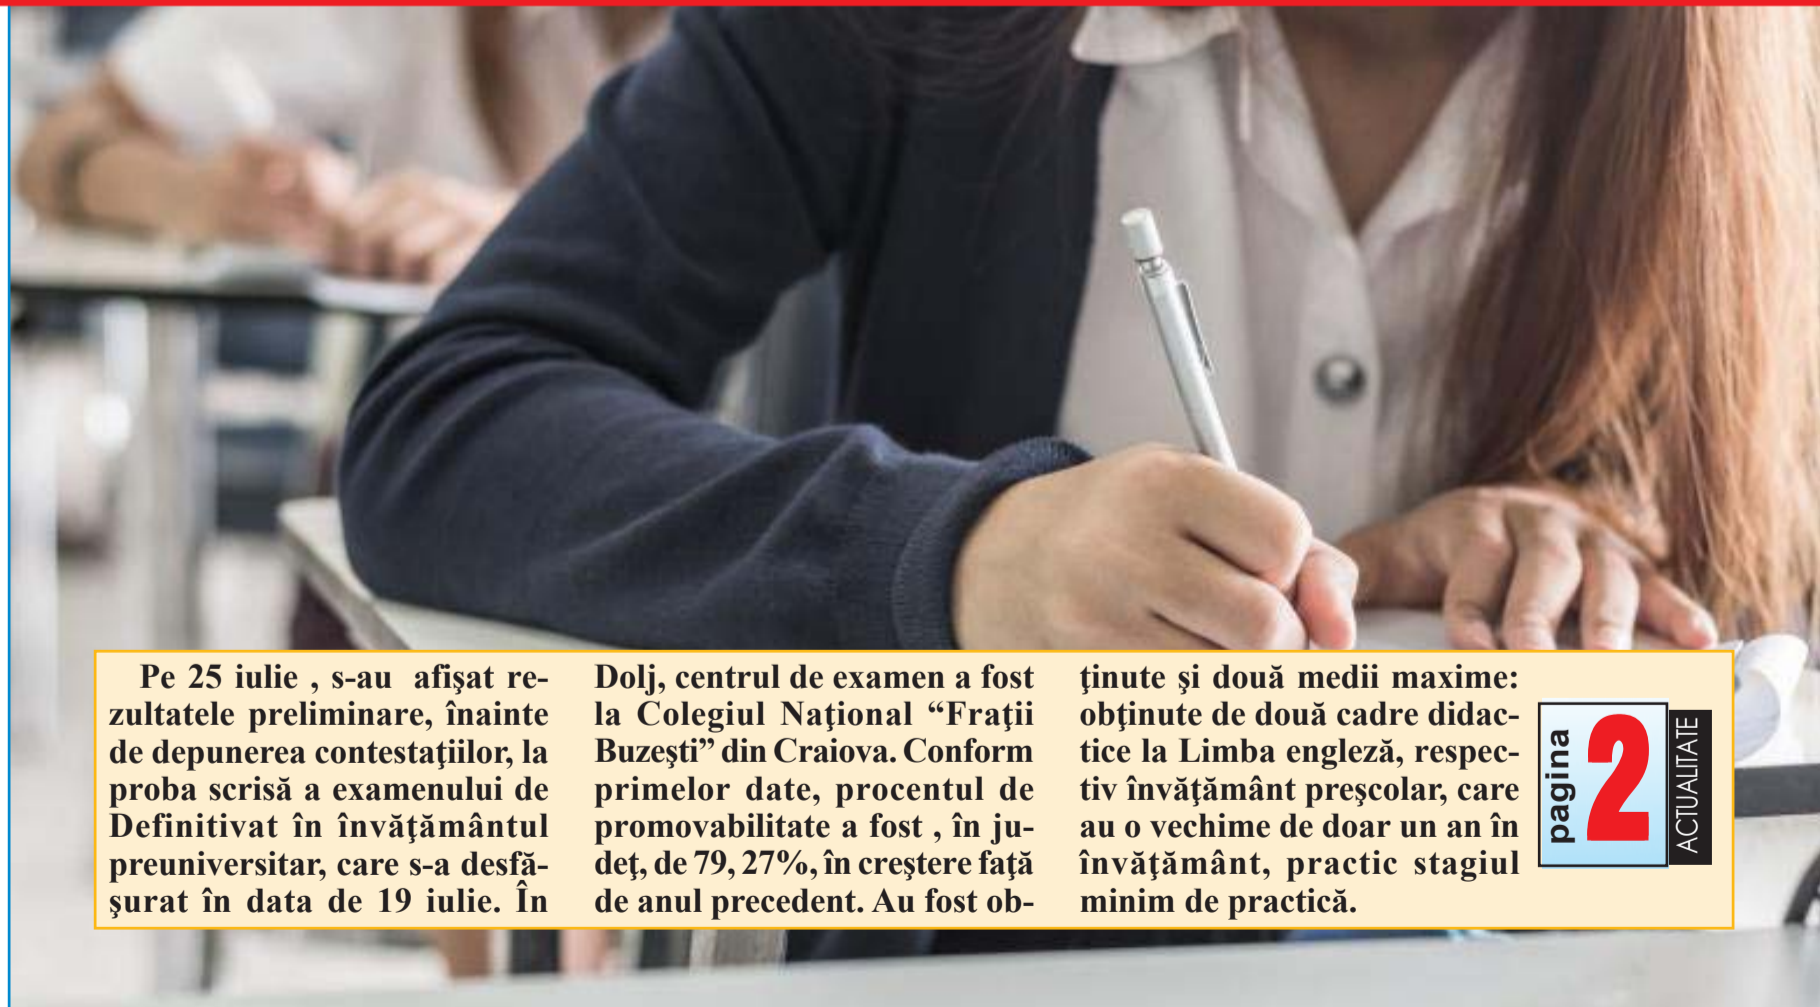 Pe 25 iulie , s-au afişat re-
zultatele preliminare, înainte
de depunerea contestaţiilor, la
proba scrisă a examenului de
Definitivat în învăţământul
preuniversitar, care s-a desfă-
şurat în data de 19 iulie. În
Dolj, centrul de examen a fost
la Colegiul Naţional “Fraţii
Buzeşti” din Craiova. Conform
primelor date, procentul de
promovabilitate a fost , în ju-
deţ, de 79, 27%, în creştere faţă
de anul precedent. Au fost ob-
ţinute şi două medii maxime:
obţinute de două cadre didac-
tice la Limba engleză, respec-
tiv învăţământ preşcolar, care
au o vechime de doar un an în
învăţământ, practic stagiul
minim de practică.
pagina
2
ACTUALITATE